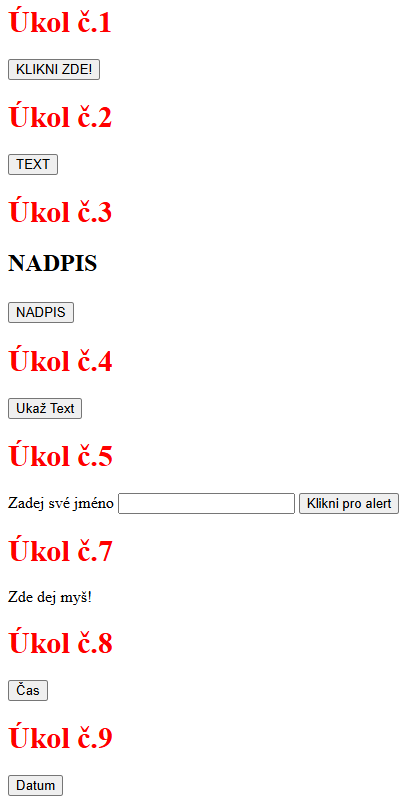 Úkol č.1
KLIKNI ZDE!
Úkol č.2
TEXT
Úkol č.3
NADPIS
NADPIS
Úkol č.4
Ukaž Text
Úkol č.5
Zadej své jméno Klikni pro alert
Úkol č.7
Zde dej myš!
Úkol č.8
Čas
Úkol č.9
Datum